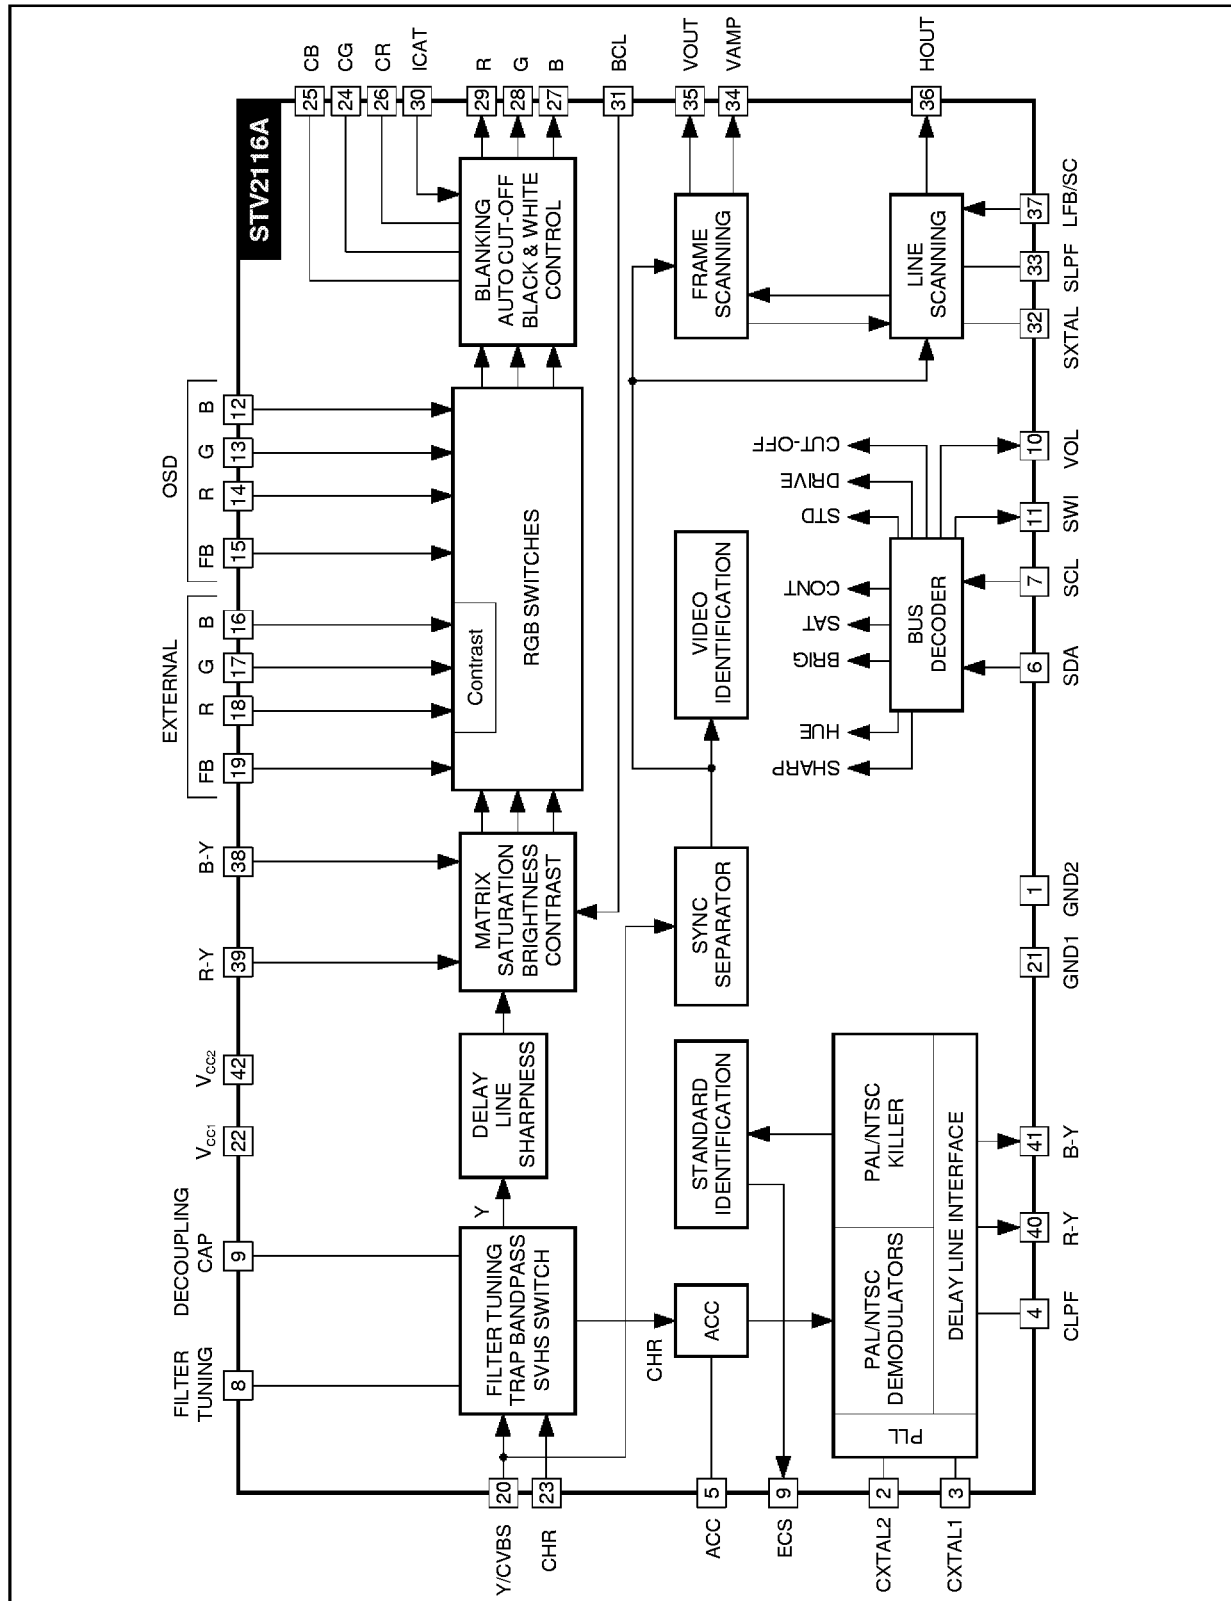 STV2116A
FILTER
TUNING
8
DECOUPLING
CAP
9
VCC1
22
VCC2
42
R-Y
39
B-Y
38
EXTERNAL
FB
19
R
18
G
17
B
16
OSD
FB
15
R
14
G
13
B
12
CB
25
CG
24
CR
26
ICAT
30
R
29
G
28
B
27
BCL
31
VOUT
35
VAMP
34
HOUT
36
Y/CVBS
20
CHR
23
ACC
5
ECS
9
CXTAL2
2
CXTAL1
3
FILTER TUNING
TRAP BANDPASS
SVHS SWITCH
Y
DELAY
LINE
SHARPNESS
MATRIX
SATURATION
BRIGHTNESS
CONTRAST
Contrast
RGB SWITCHES
BLANKING
AUTO CUT-OFF
BLACK & WHITE
CONTROL
CHR
ACC
STANDARD
IDENTIFICATION
SYNC
SEPARATOR
VIDEO
IDENTIFICATION
FRAME
SCANNING
LINE
SCANNING
PLL
PAL/NTSC
DEMODULATORS
PAL/NTSC
KILLER
DELAY LINE INTERFACE
SHARP
HUE
BRIG
SAT
CONT
STD
DRIVE
CUT-OFF
BUS
DECODER
4
CLPF
40
R-Y
41
B-Y
21
GND1
1
GND2
6
SDA
7
SCL
11
SWI
10
VOL
32
SXTAL
33
SLPF
37
LFB/SC